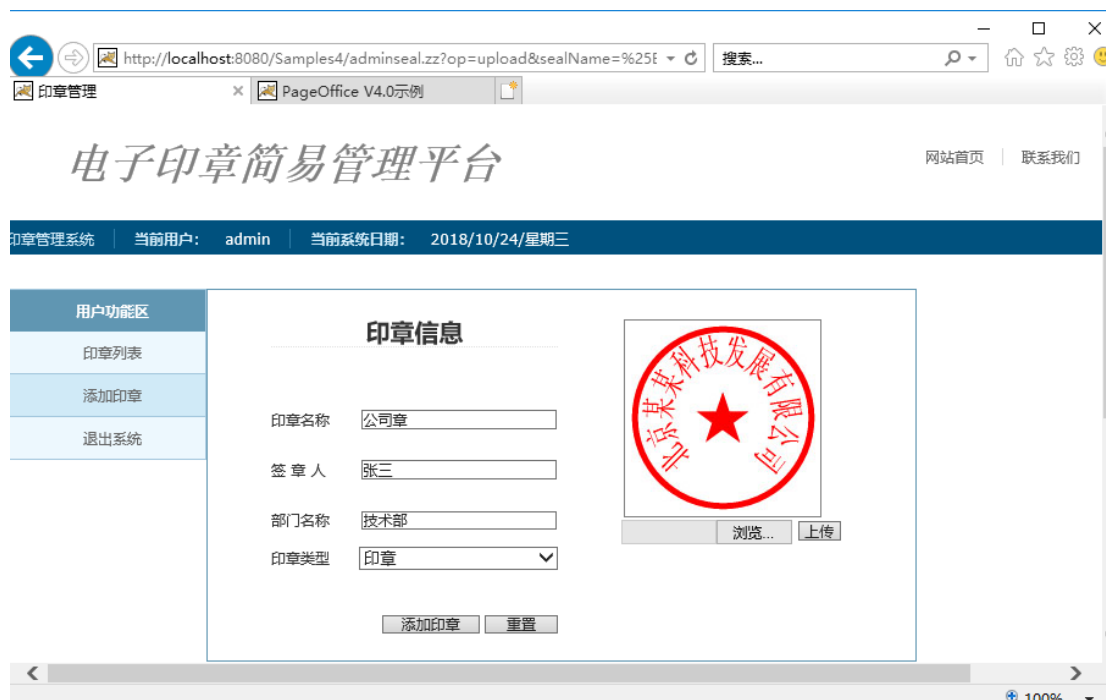 http://localhost:8080/Samples4/adminseal.zz?op=upload&sealName=%25E
搜索...
印章管理
PageOffice V4.0示例
电子印章简易管理平台
网站首页
联系我们
印章管理系统
当前用户: admin
当前系统日期: 2018/10/24/星期三
用户功能区
印章列表
添加印章
退出系统
印章信息
印章名称 公司章
签 章 人 张三
部门名称 技术部
印章类型 印章
添加印章
重置
北京某某科技发展有限公司
浏览...
上传
100%